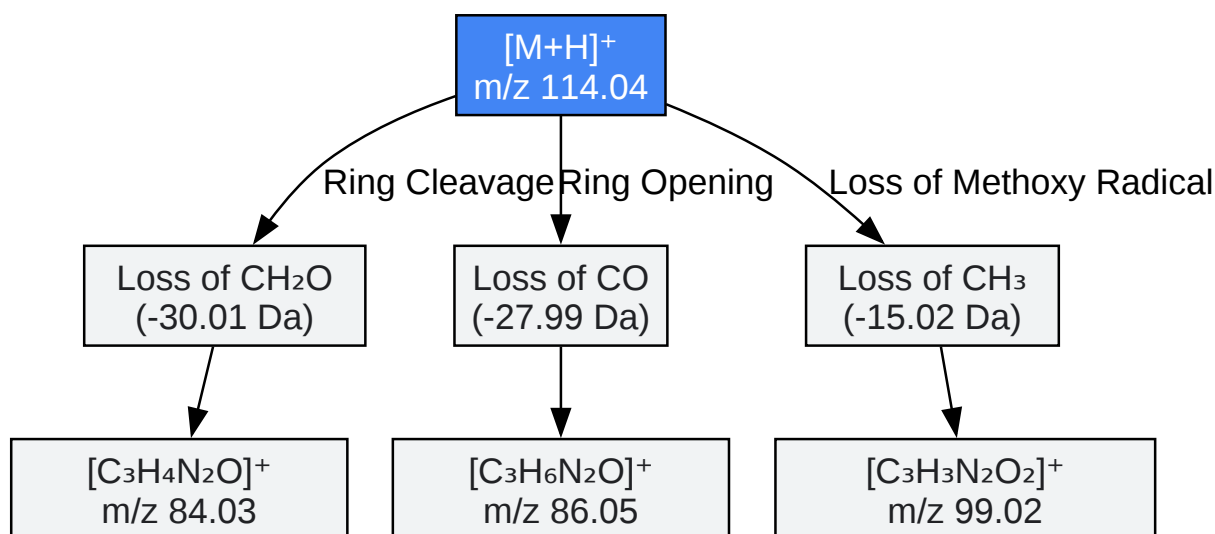 [M+H]⁺
m/z 114.04
Ring Cleavage
Ring Opening
Loss of Methoxy Radical
Loss of CH₂O
(-30.01 Da)
Loss of CO
(-27.99 Da)
Loss of CH₃
(-15.02 Da)
[C₃H₄N₂O]⁺
m/z 84.03
[C₃H₆N₂O]⁺
m/z 86.05
[C₃H₃N₂O₂]⁺
m/z 99.02